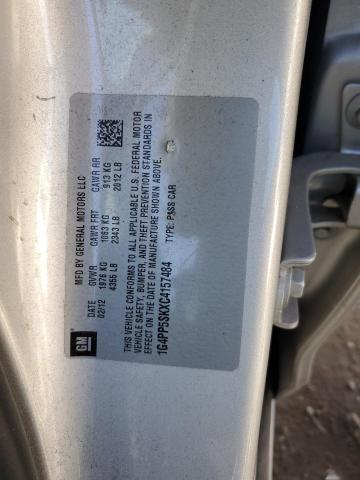 MFD BY GENERAL MOTORS LLC
DATE GVWR GAWR FRT GAWR RR
02/12 1976 KG 1063 KG 913 KG
4355 LB 2343 LB 2012 LB
THIS VEHICLE CONFORMS TO ALL APPLICABLE U.S. FEDERAL MOTOR
VEHICLE SAFETY, BUMPER, AND THEFT PREVENTION STANDARDS IN
EFFECT ON THE DATE OF MANUFACTURE SHOWN ABOVE.
1G4PP5SKXC4157484 TYPE: PASS CAR
GM